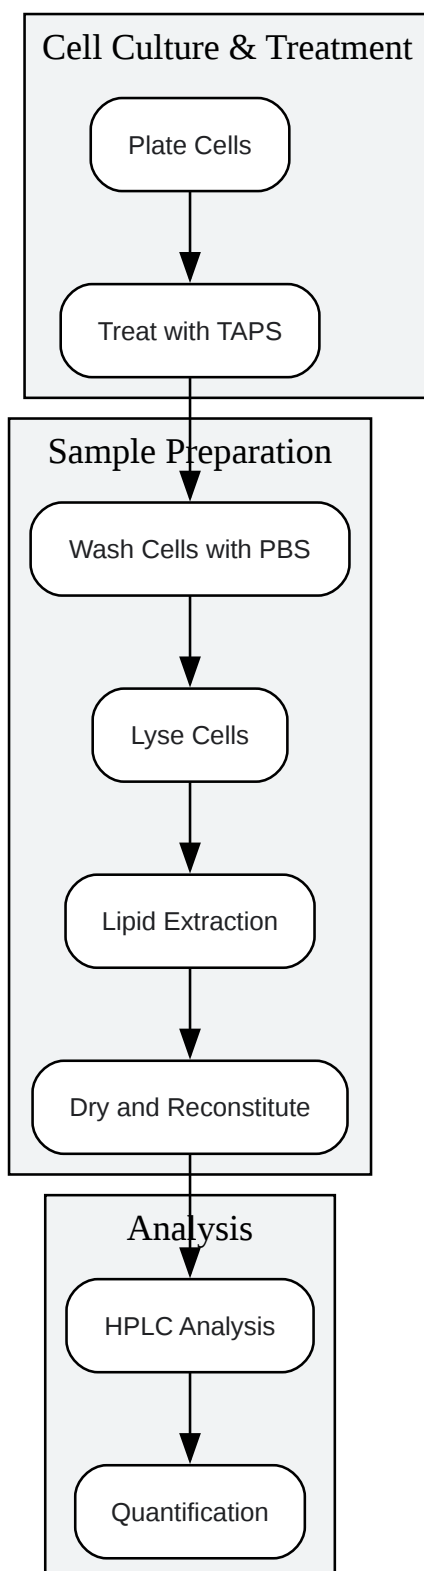 Cell Culture & Treatment
Plate Cells
Treat with TAPS
Sample Preparation
Wash Cells with PBS
Lyse Cells
Lipid Extraction
Dry and Reconstitute
Analysis
HPLC Analysis
Quantification